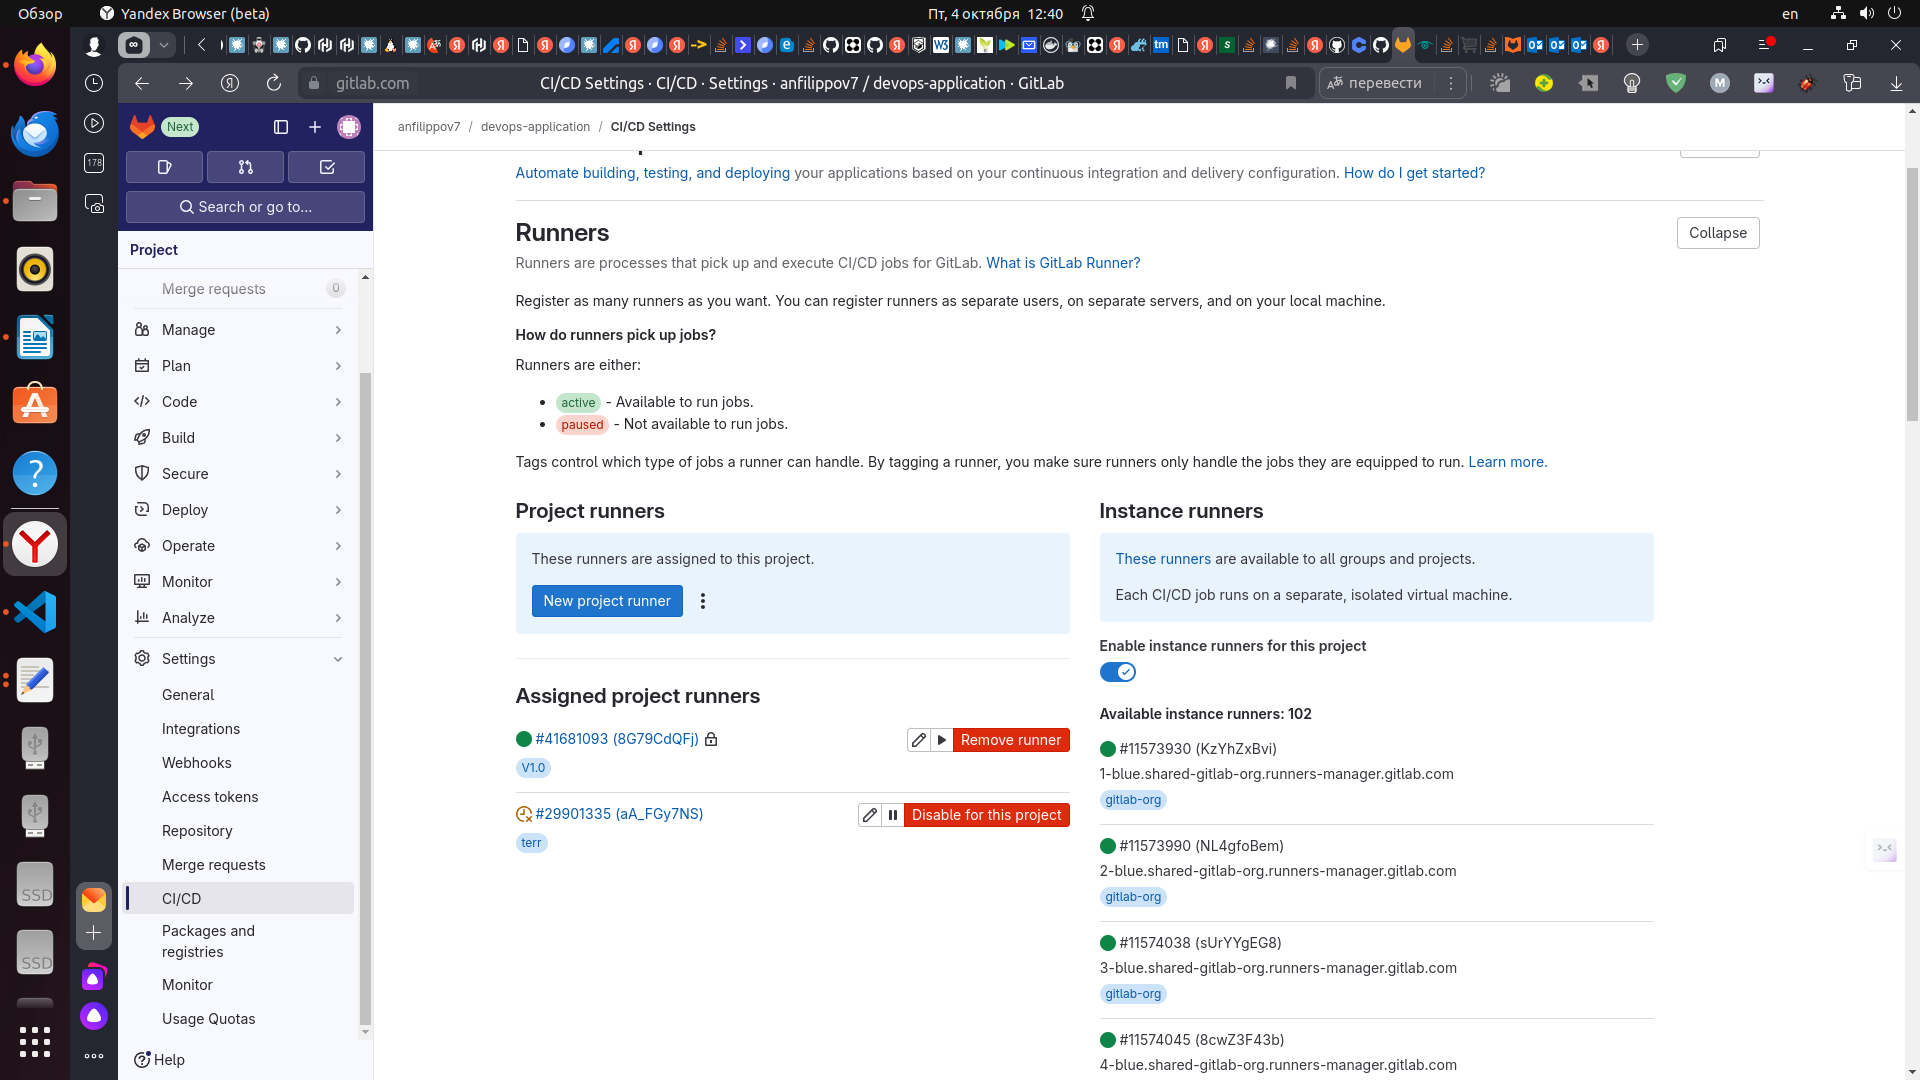 Обзор
Yandex Browser (beta)
Пт, 4 октября 12:40
en
gitlab.com
CI/CD Settings · CI/CD · Settings · anfilippov7 / devops-application · GitLab
перевести
178
Next
Search or go to...
Project
Merge requests 0
Manage
Plan
Code
Build
Secure
Deploy
Operate
Monitor
Analyze
Settings
General
Integrations
Webhooks
Access tokens
Repository
Merge requests
CI/CD
Packages and
registries
Monitor
Usage Quotas
Help
SSD
SSD
anfilippov7 / devops-application / CI/CD Settings
Automate building, testing, and deploying your applications based on your continuous integration and delivery configuration. How do I get started?
Runners
Collapse
Runners are processes that pick up and execute CI/CD jobs for GitLab. What is GitLab Runner?
Register as many runners as you want. You can register runners as separate users, on separate servers, and on your local machine.
How do runners pick up jobs?
Runners are either:
• active - Available to run jobs.
• paused - Not available to run jobs.
Tags control which type of jobs a runner can handle. By tagging a runner, you make sure runners only handle the jobs they are equipped to run. Learn more.
Project runners
These runners are assigned to this project.
New project runner
Assigned project runners
#41681093 (8G79CdQFj)
Remove runner
V1.0
#29901335 (aA_FGy7NS)
Disable for this project
terr
Instance runners
These runners are available to all groups and projects.
Each CI/CD job runs on a separate, isolated virtual machine.
Enable instance runners for this project
Available instance runners: 102
#11573930 (KzYhZxBvi)
1-blue.shared-gitlab-org.runners-manager.gitlab.com
gitlab-org
#11573990 (NL4gfoBem)
2-blue.shared-gitlab-org.runners-manager.gitlab.com
gitlab-org
#11574038 (sUrYYgEG8)
3-blue.shared-gitlab-org.runners-manager.gitlab.com
gitlab-org
#11574045 (8cwZ3F43b)
4-blue.shared-gitlab-org.runners-manager.gitlab.com